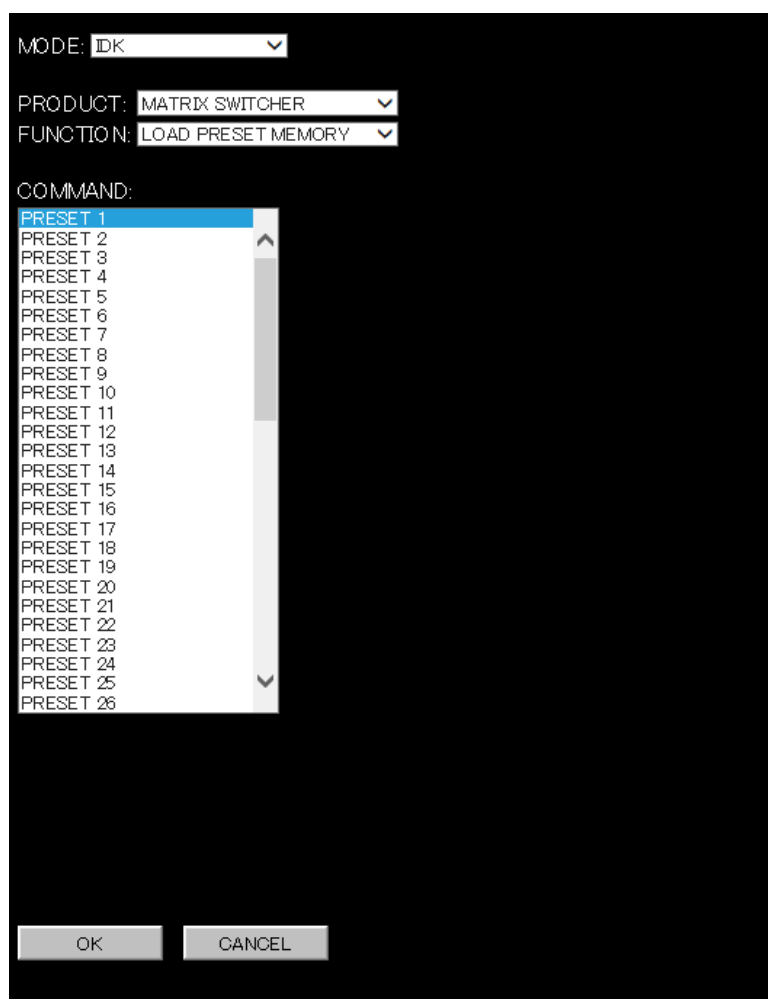 MODE: IDK
PRODUCT: MATRIX SWITCHER
FUNCTION: LOAD PRESET MEMORY
COMMAND:
PRESET 1
PRESET 2
PRESET 3
PRESET 4
PRESET 5
PRESET 6
PRESET 7
PRESET 8
PRESET 9
PRESET 10
PRESET 11
PRESET 12
PRESET 13
PRESET 14
PRESET 15
PRESET 16
PRESET 17
PRESET 18
PRESET 19
PRESET 20
PRESET 21
PRESET 22
PRESET 23
PRESET 24
PRESET 25
PRESET 26
OK CANCEL